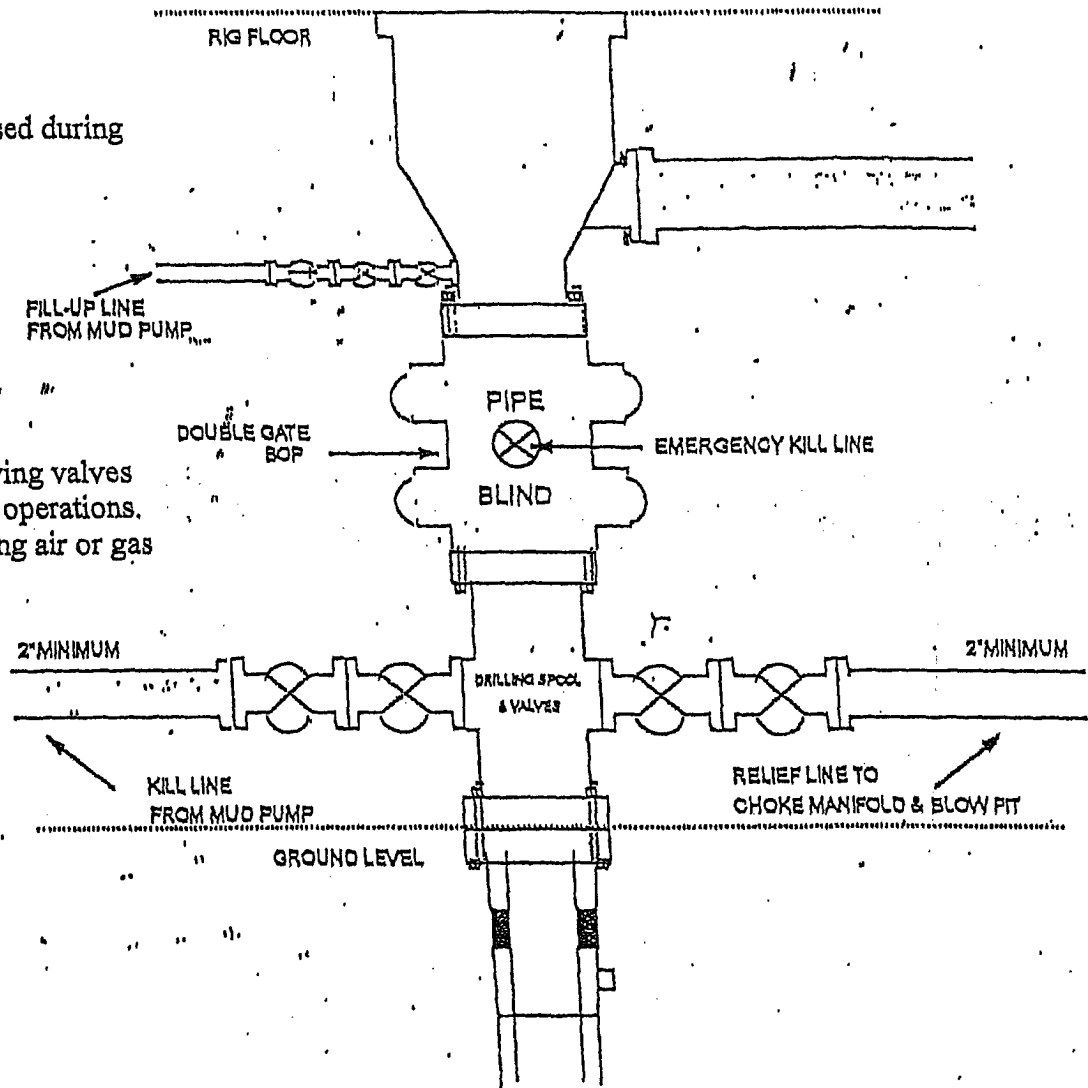 RIG FLOOR
sed during
FILL-UP LINE
FROM MUD PUMP
PIPE
DOUBLE GATE
BOP
EMERGENCY KILL LINE
BLIND
ving valves
operations.
ng air or gas
2" MINIMUM
2" MINIMUM
DRILLING SPOOL
& VALVES
KILL LINE
FROM MUD PUMP
RELIEF LINE TO
CHOKE MANIFOLD & BLOW PIT
GROUND LEVEL